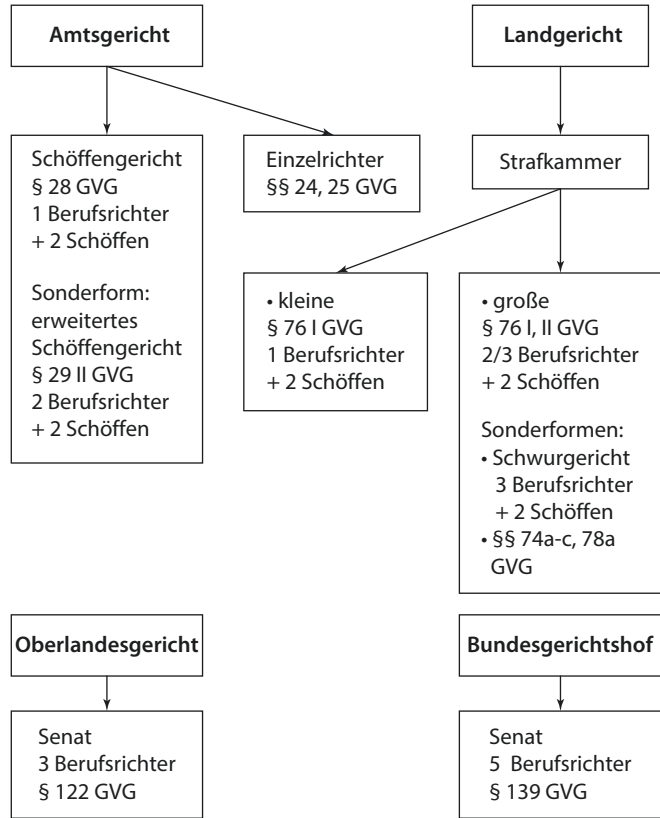 Amtsgericht
Landgericht
Schöffengericht
§ 28 GVG
1 Berufsrichter
+ 2 Schöffen
Sonderform:
erweitertes
Schöffengericht
§ 29 II GVG
2 Berufsrichter
+ 2 Schöffen
Einzelrichter
§§ 24, 25 GVG
Strafkammer
• kleine
§ 76 I GVG
1 Berufsrichter
+ 2 Schöffen
• große
§ 76 I, II GVG
2/3 Berufsrichter
+ 2 Schöffen
Sonderformen:
• Schwurgericht
3 Berufsrichter
+ 2 Schöffen
• §§ 74a-c, 78a
GVG
Oberlandesgericht
Bundesgerichtshof
Senat
3 Berufsrichter
§ 122 GVG
Senat
5 Berufsrichter
§ 139 GVG